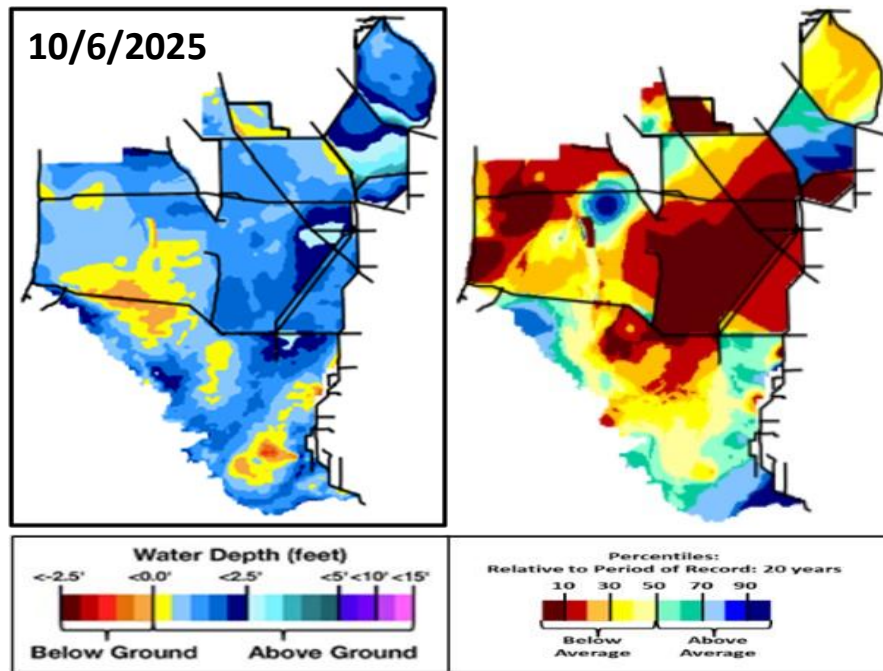 10/6/2025
Water Depth (feet)
<-2.5' <0.0' <2.5' <5'<10'<15'
Below Ground Above Ground
Percentiles:
Relative to Period of Record: 20 years
10 30 50 70 90
Below Average Above Average